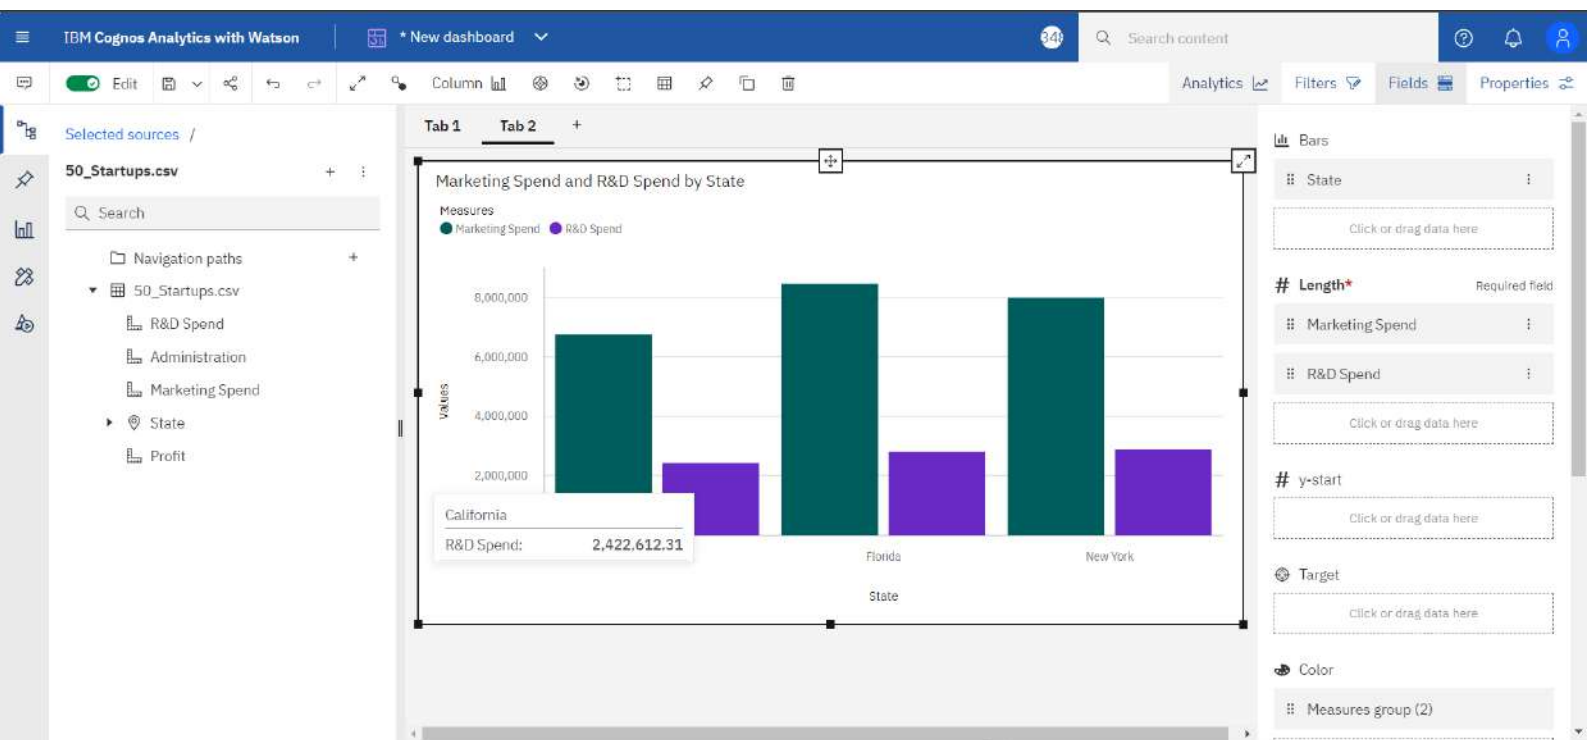 IBM Cognos Analytics with Watson
* New dashboard
Search content
Edit
Column
Analytics
Filters
Fields
Properties
Selected sources /
50_Startups.csv
Search
Navigation paths
50_Startups.csv
R&D Spend
Administration
Marketing Spend
State
Profit
Tab 1
Tab 2
Marketing Spend and R&D Spend by State
Measures
Marketing Spend
R&D Spend
Values
8,000,000
6,000,000
4,000,000
2,000,000
California
R&D Spend: 2,422,612.31
Florida
New York
State
Bars
State
Click or drag data here
# Length* Required field
Marketing Spend
R&D Spend
Click or drag data here
# y-start
Click or drag data here
Target
Click or drag data here
Color
Measures group (2)